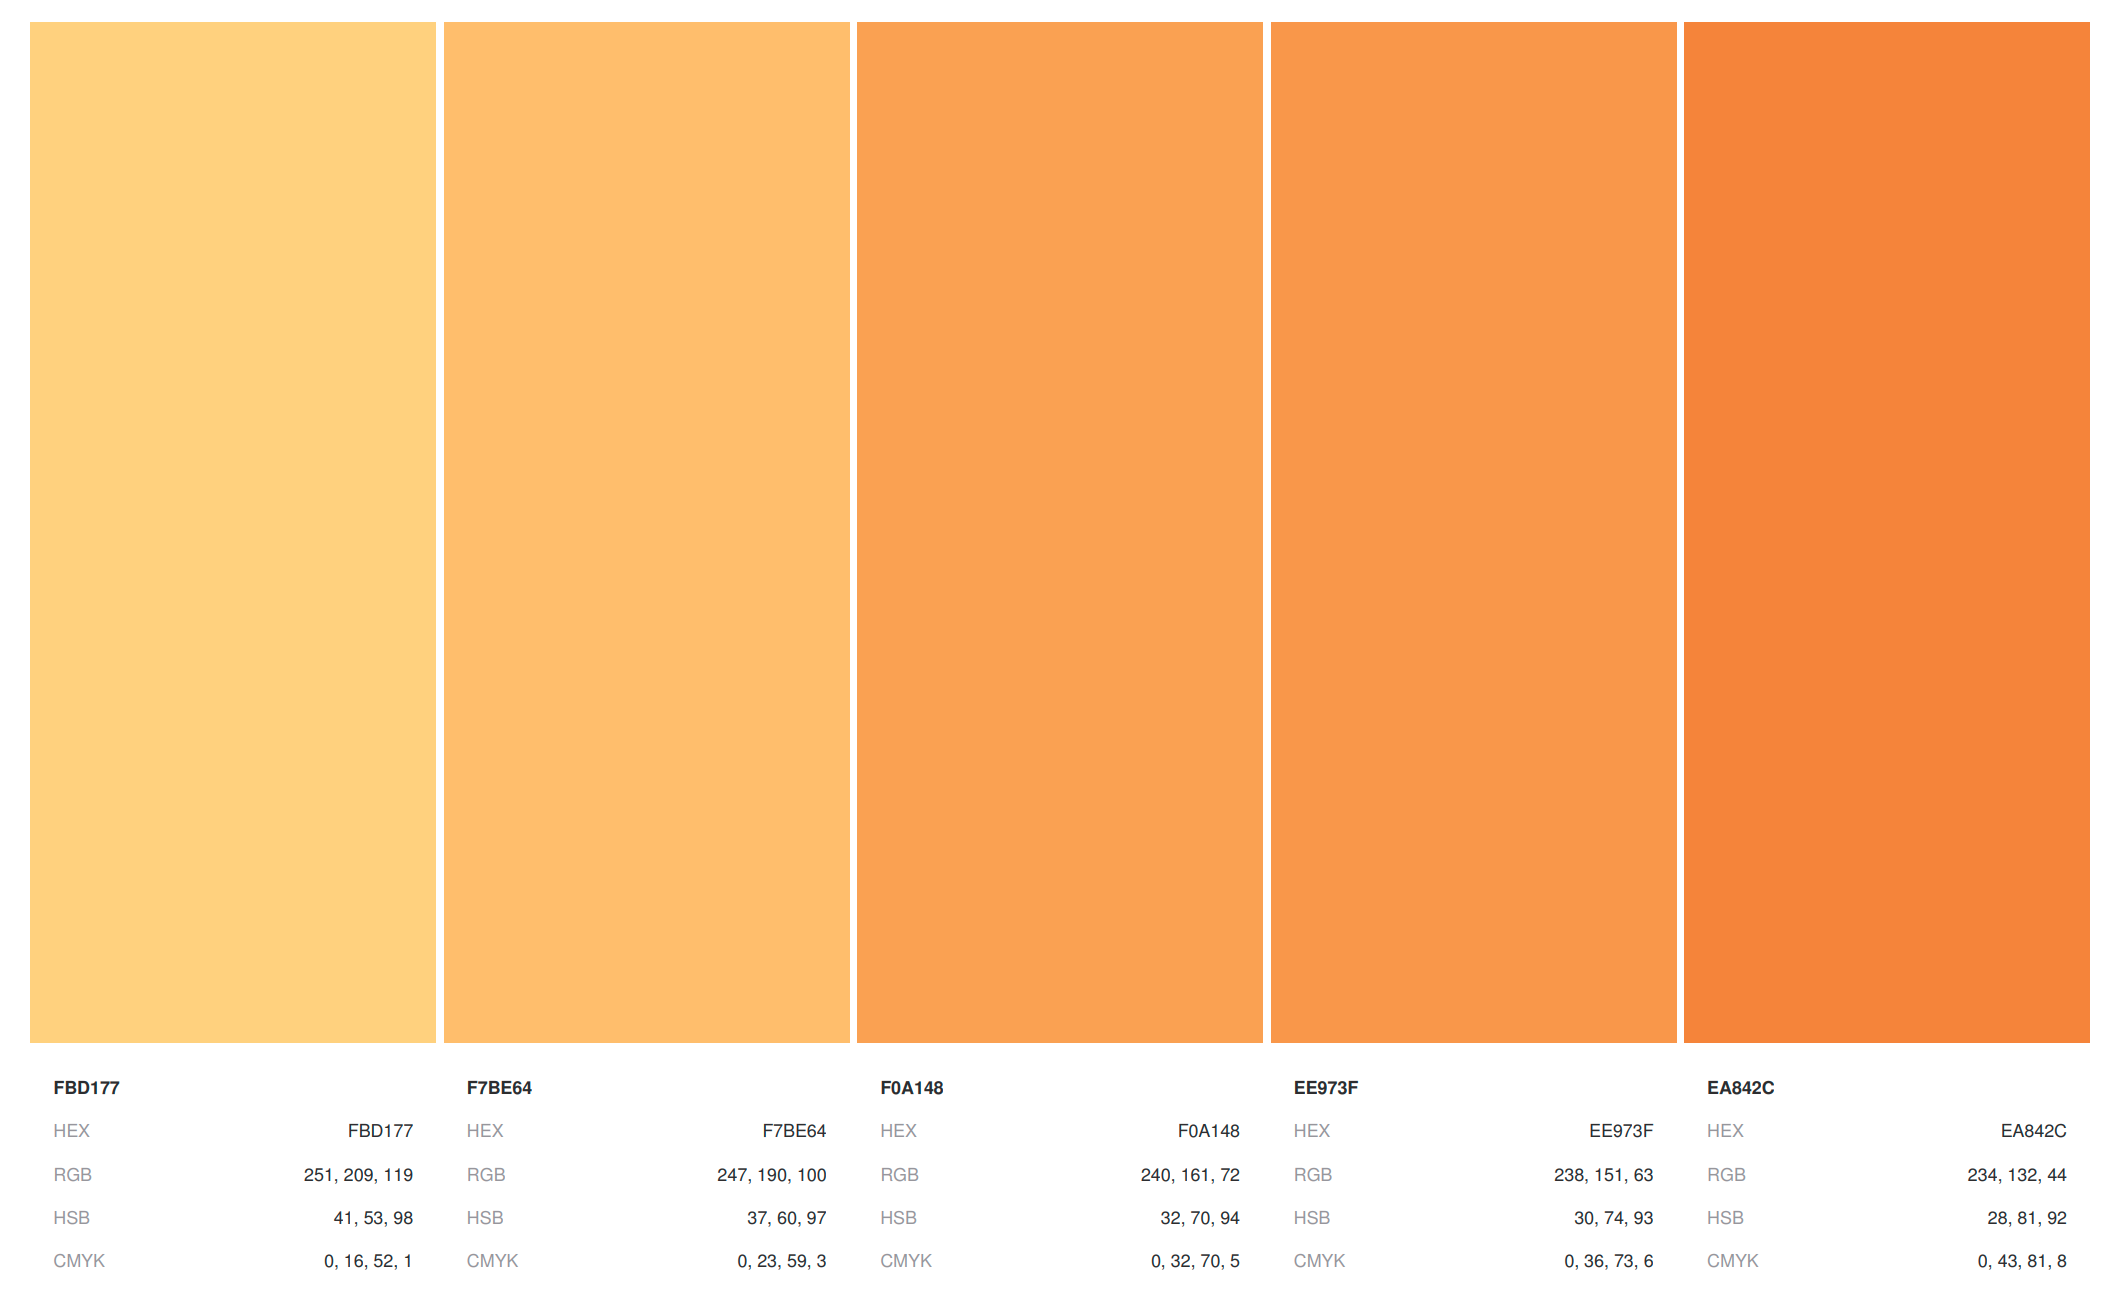 FBD177 F7BE64 F0A148 EE973F EA842C
HEX FBD177 HEX F7BE64 HEX F0A148 HEX EE973F HEX EA842C
RGB 251, 209, 119 RGB 247, 190, 100 RGB 240, 161, 72 RGB 238, 151, 63 RGB 234, 132, 44
HSB 41, 53, 98 HSB 37, 60, 97 HSB 32, 70, 94 HSB 30, 74, 93 HSB 28, 81, 92
CMYK 0, 16, 52, 1 CMYK 0, 23, 59, 3 CMYK 0, 32, 70, 5 CMYK 0, 36, 73, 6 CMYK 0, 43, 81, 8